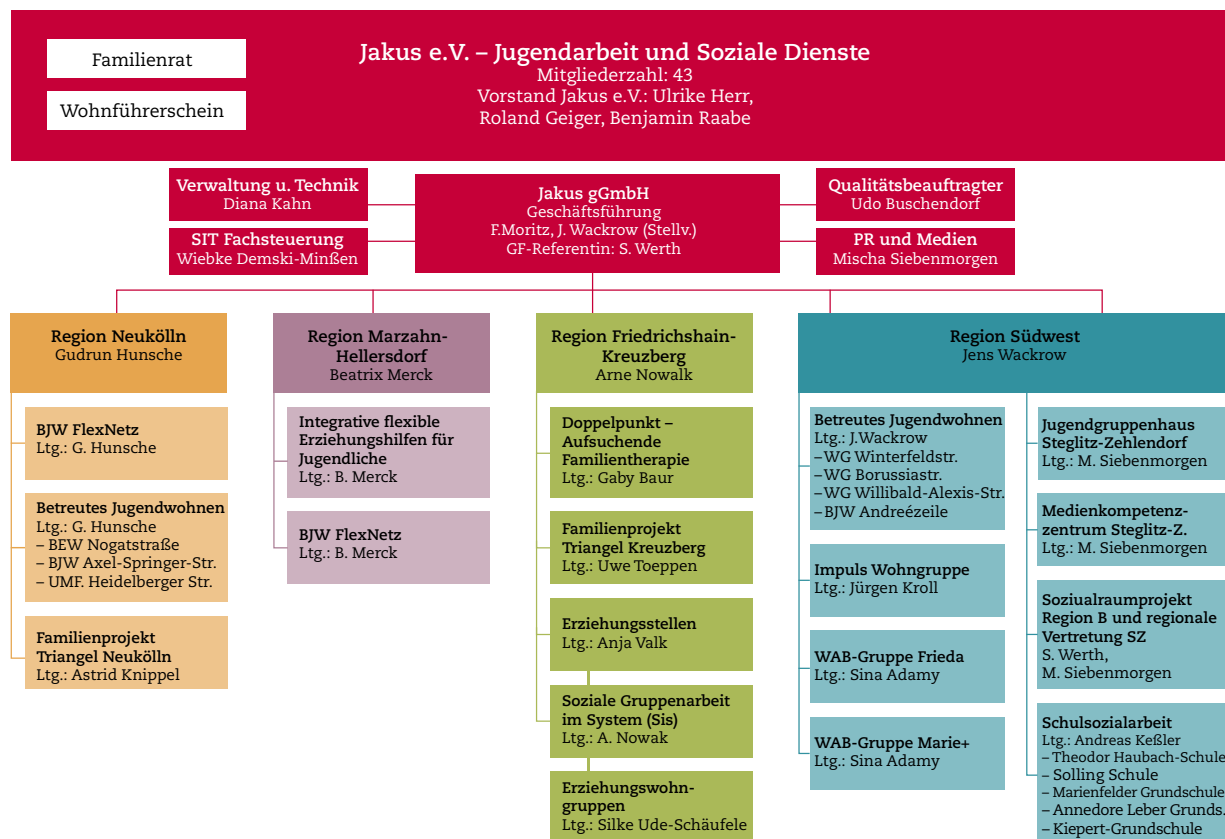 Familienrat
Wohnführerschein
Jakus e.V. – Jugendarbeit und Soziale Dienste
Mitgliederzahl: 43
Vorstand Jakus e.V.: Ulrike Herr,
Roland Geiger, Benjamin Raabe
Verwaltung u. Technik
Diana Kahn
SIT Fachsteuerung
Wiebke Demski-Minßen
Jakus gGmbH
Geschäftsführung
F.Moritz, J. Wackrow (Stellv.)
GF-Referentin: S. Werth
Qualitätsbeauftragter
Udo Buschendorf
PR und Medien
Mischa Siebenmorgen
Region Neukölln
Gudrun Hunsche
BJW FlexNetz
Ltg.: G. Hunsche
Betreutes Jugendwohnen
Ltg.: G. Hunsche
– BEW Nogatstraße
– BJW Axel-Springer-Str.
– UMF. Heidelberger Str.
Familienprojekt
Triangel Neukölln
Ltg.: Astrid Knippel
Region Marzahn-
Hellersdorf
Beatrix Merck
Integrative flexible
Erziehungshilfen für
Jugendliche
Ltg.: B. Merck
BJW FlexNetz
Ltg.: B. Merck
Region Friedrichshain-
Kreuzberg
Arne Nowalk
Doppelpunkt –
Aufsuchende
Familientherapie
Ltg.: Gaby Baur
Familienprojekt
Triangel Kreuzberg
Ltg.: Uwe Toeppen
Erziehungsstellen
Ltg.: Anja Valk
Soziale Gruppenarbeit
im System (Sis)
Ltg.: A. Nowak
Erziehungswohn-
gruppen
Ltg.: Silke Ude-Schäufele
Region Südwest
Jens Wackrow
Betreutes Jugendwohnen
Ltg.: J.Wackrow
–WG Winterfeldstr.
–WG Borussiastr.
–WG Willibald-Alexis-Str.
–BJW Andreézeile
Impuls Wohngruppe
Ltg.: Jürgen Kroll
WAB-Gruppe Frieda
Ltg.: Sina Adamy
WAB-Gruppe Marie+
Ltg.: Sina Adamy
Jugendgruppenhaus
Steglitz-Zehlendorf
Ltg.: M. Siebenmorgen
Medienkompetenz-
zentrum Steglitz-Z.
Ltg.: M. Siebenmorgen
Soziualraumprojekt
Region B und regionale
Vertretung SZ
S. Werth,
M. Siebenmorgen
Schulsozialarbeit
Ltg.: Andreas Keßler
– Theodor Haubach-Schule
– Solling Schule
– Marienfelder Grundschule
– Annedore Leber Grunds.
– Kiepert-Grundschule